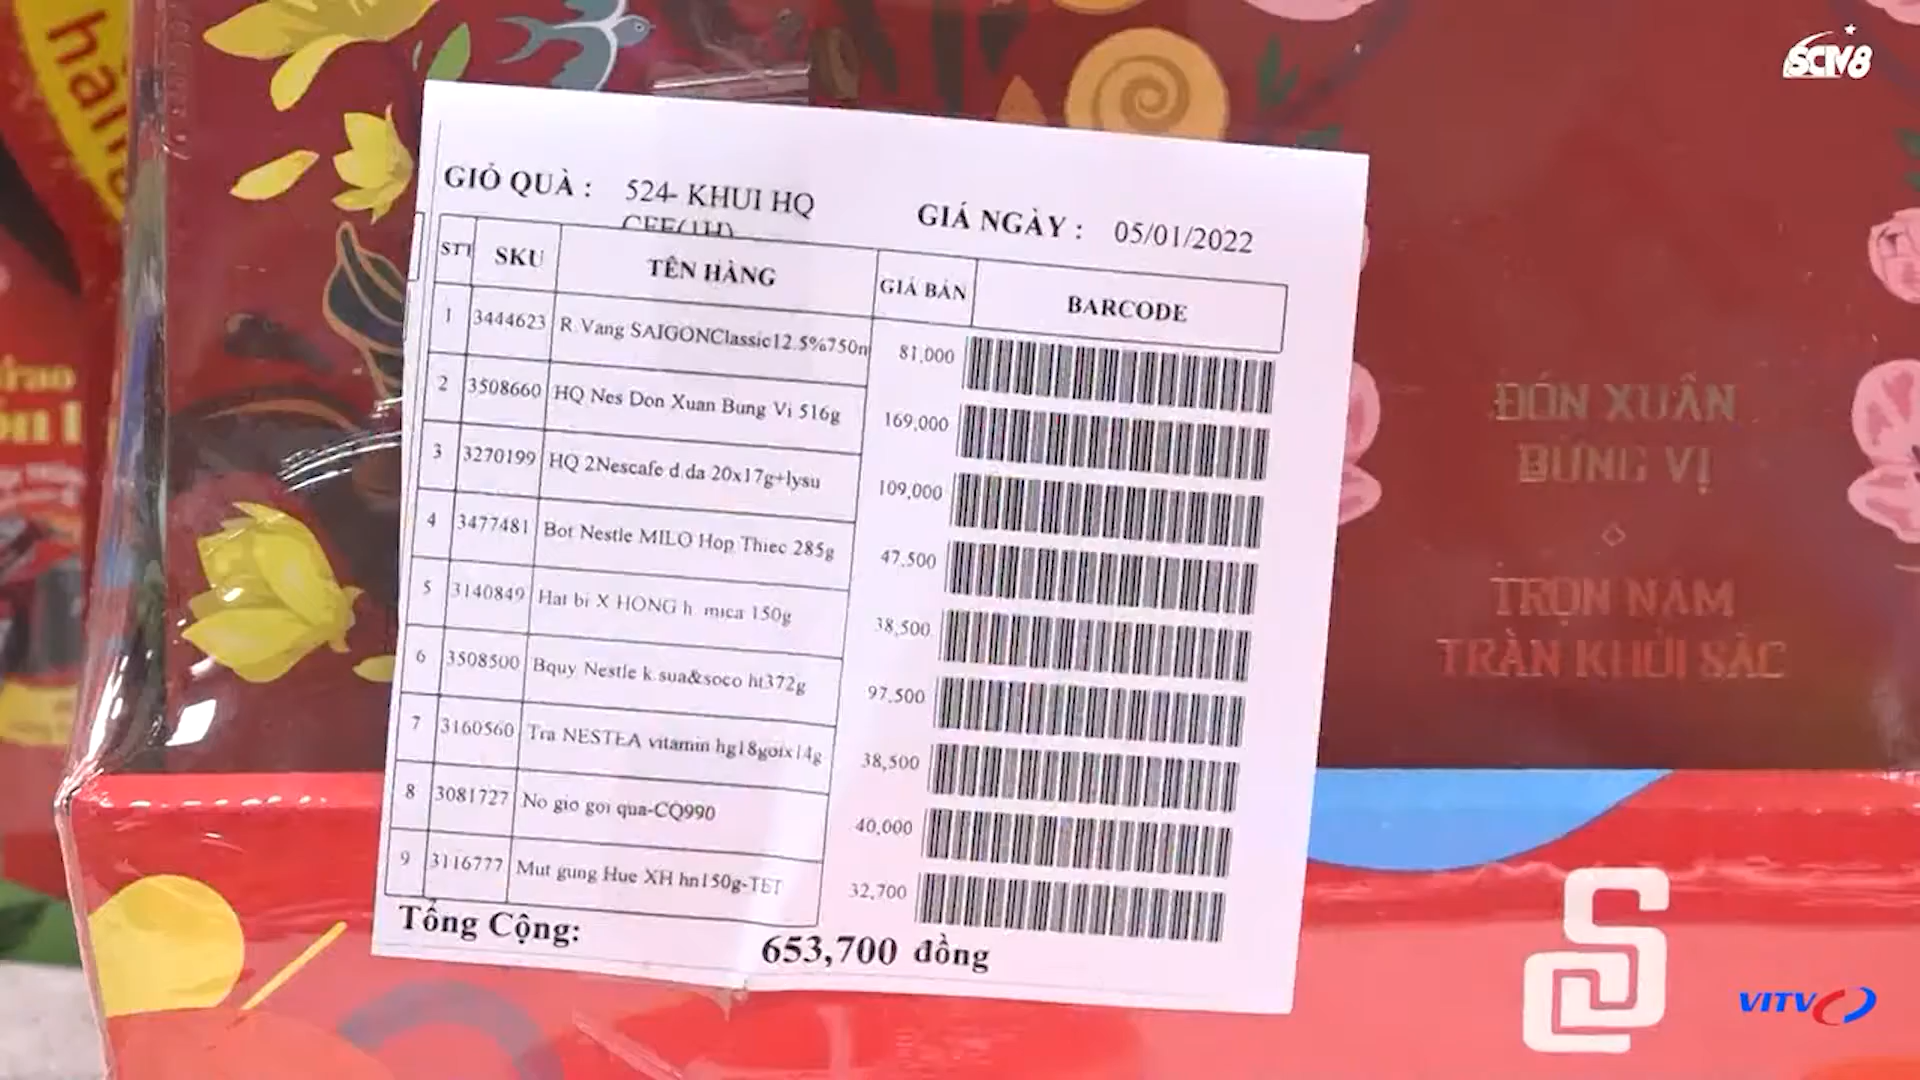 SCTV8
GIỎ QUÀ : 524- KHUI HQ
GIÁ NGÀY : 05/01/2022
STT SKU TÊN HÀNG GIÁ BÁN BARCODE
1 3444623 R.Vang SAIGONClassic12.5%750m 81,000
2 3508660 HQ Nes Don Xuan Bung Vi 516g 169,000
3 3270199 HQ 2Nescafe d.da 20x17g+lysu 109,000
4 3477481 Bot Nestle MILO Hop Thiec 285g 47,500
5 3140849 Hat bi X HONG h. mica 150g 38,500
6 3508500 Bquy Nestle k.sua&soco ht372g 97,500
7 3160560 Tra NESTEA vitamin hg18goix14g 38,500
8 3081727 No gio goi qua-CQ990 40,000
9 3116777 Mut gung Hue XH hn150g-TET 32,700
Tổng Cộng: 653,700 đồng
ĐÓN XUÂN
BỪNG VỊ
TRỌN NĂM
TRÀN KHỞI SẮC
VITV